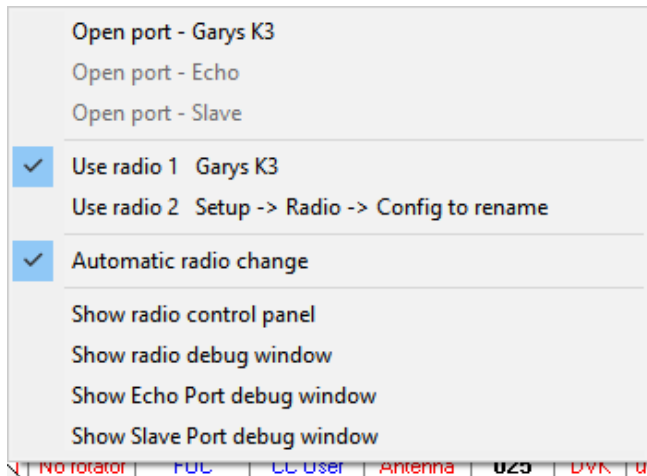 Open port - Garys K3
Open port - Echo
Open port - Slave
Use radio 1 Garys K3
Use radio 2 Setup -> Radio -> Config to rename
Automatic radio change
Show radio control panel
Show radio debug window
Show Echo Port debug window
Show Slave Port debug window
No rotator FOC CC User Antenna 025 DVK